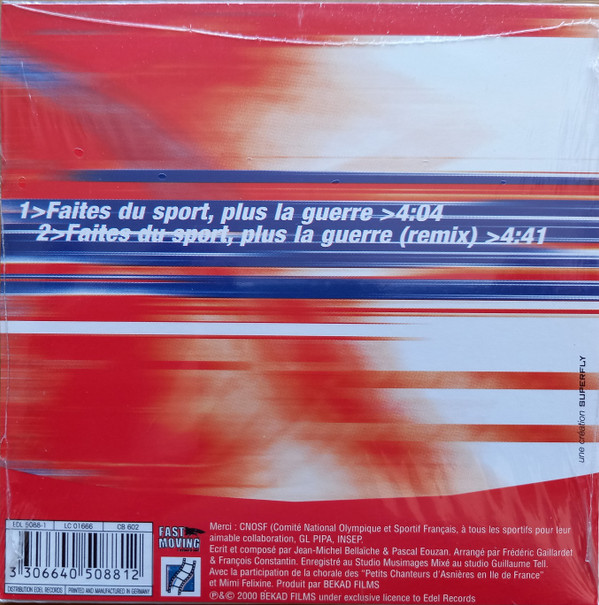 1>Faites du sport, plus la guerre >4:04
2>Faites du sport, plus la guerre (remix) >4:41
une création SUPERFLY
EDL 5088-1 LC 01666 CB 602
3 306640 508812
DISTRIBUTION EDEL RECORDS PRINTED AND MANUFACTURED IN GERMANY
FAST
MOVING
Merci : CNOSF (Comité National Olympique et Sportif Français, à tous les sportifs pour leur
aimable collaboration, GL PIPA, INSEP.
Ecrit et composé par Jean-Michel Bellaïche & Pascal Eouzan. Arrangé par Frédéric Gaillardet
& François Constantin. Enregistré au Studio Musimages Mixé au studio Guillaume Tell.
Avec la participation de la chorale des "Petits Chanteurs d'Asnières en Ile de France"
et Mimi Felixine. Produit par BEKAD FILMS
℗&© 2000 BEKAD FILMS under exclusive licence to Edel Records